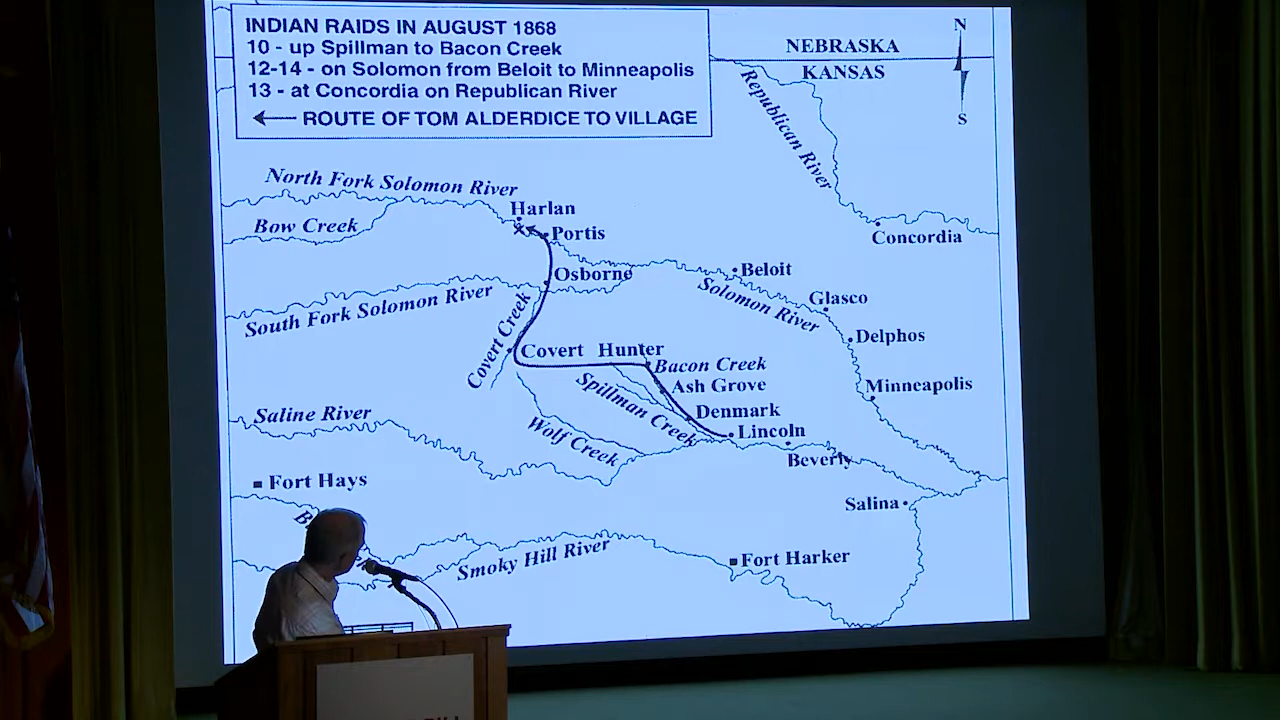 INDIAN RAIDS IN AUGUST 1868
10 - up Spillman to Bacon Creek
12-14 - on Solomon from Beloit to Minneapolis
13 - at Concordia on Republican River
ROUTE OF TOM ALDERDICE TO VILLAGE
N
NEBRASKA
KANSAS
S
Republican River
North Fork Solomon River
Harlan
Bow Creek
Portis
Concordia
Osborne
Beloit
South Fork Solomon River
Solomon River
Glasco
Covert Creek
Delphos
Covert
Hunter
Bacon Creek
Ash Grove
Minneapolis
Spillman Creek
Denmark
Saline River
Lincoln
Wolf Creek
Beverly
Fort Hays
Salina
Smoky Hill River
Fort Harker